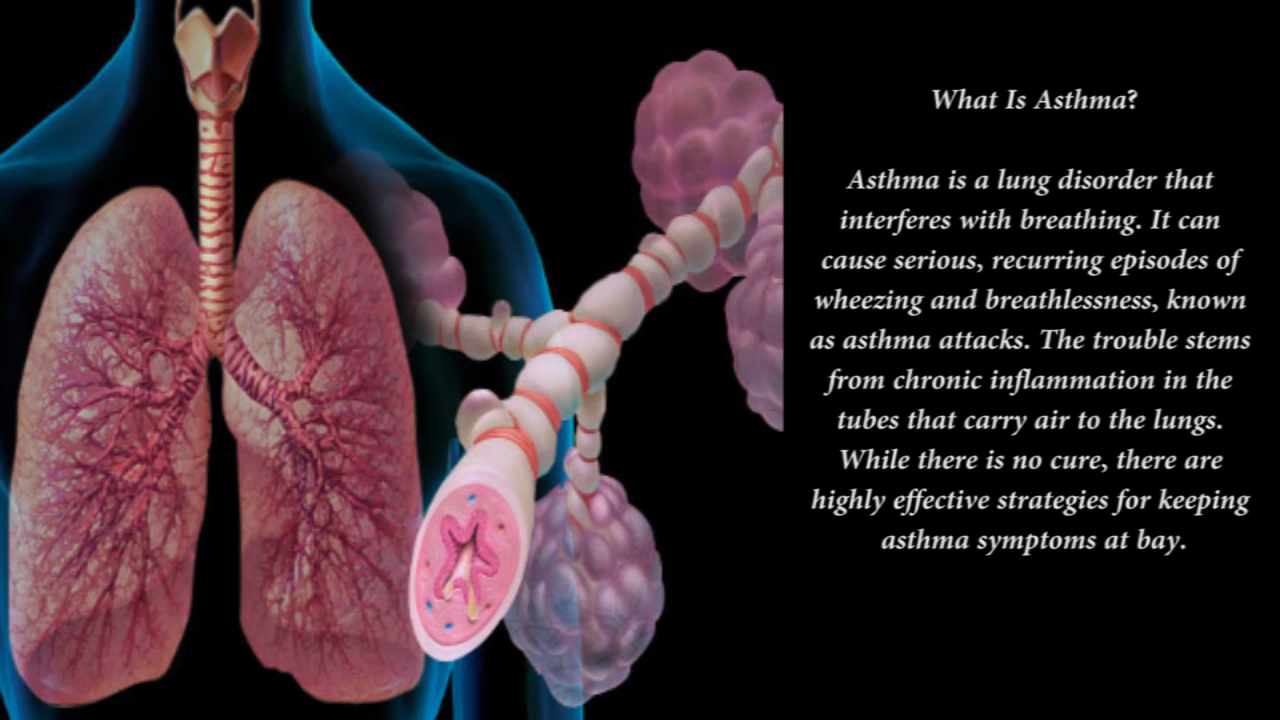 What Is Asthma?
Asthma is a lung disorder that
interferes with breathing. It can
cause serious, recurring episodes of
wheezing and breathlessness, known
as asthma attacks. The trouble stems
from chronic inflammation in the
tubes that carry air to the lungs.
While there is no cure, there are
highly effective strategies for keeping
asthma symptoms at bay.